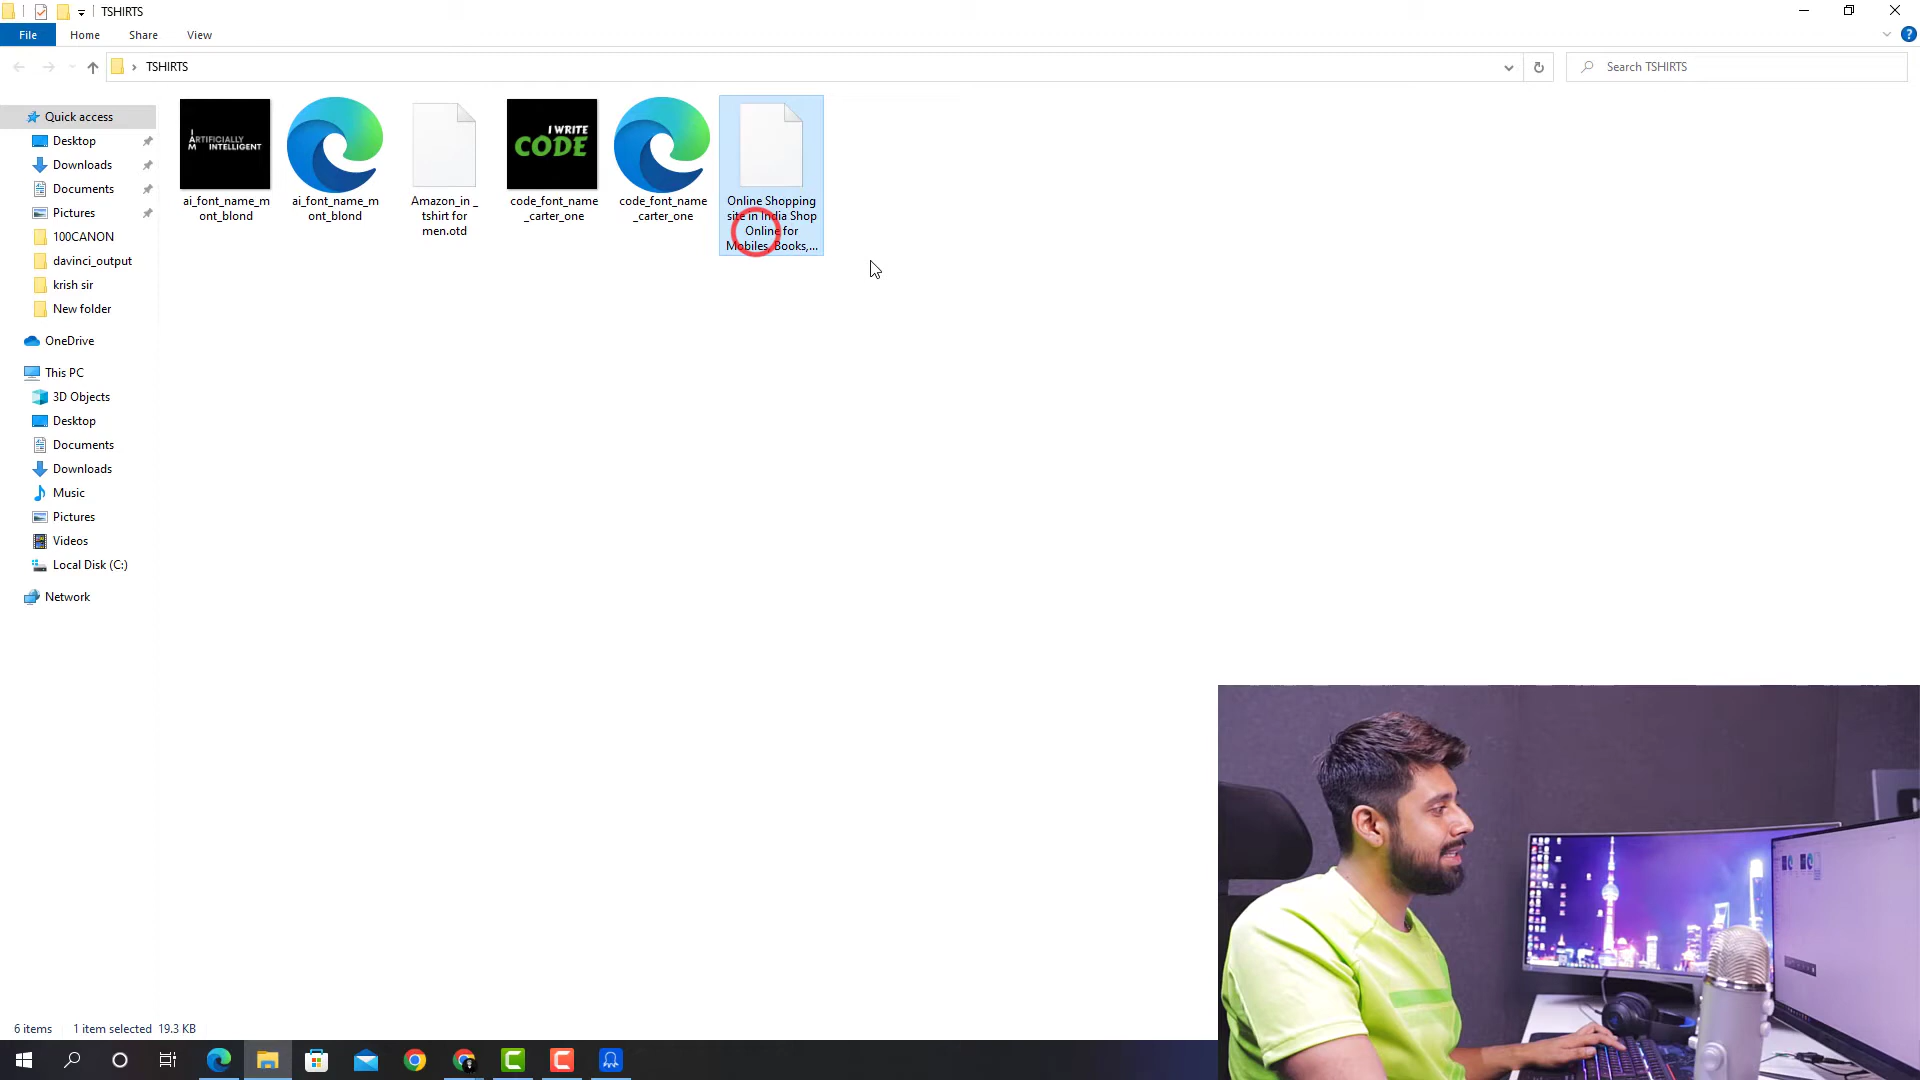 TSHIRTS
File
Home
Share
View
?
TSHIRTS
Search TSHIRTS
Quick access
Desktop
Downloads
Documents
Pictures
100CANON
davinci_output
krish sir
New folder
OneDrive
This PC
3D Objects
Desktop
Documents
Downloads
Music
Pictures
Videos
Local Disk (C:)
Network
I
ARTIFICIALLY
M INTELLIGENT
I WRITE
CODE
ai_font_name_m
ont_blond
ai_font_name_m
ont_blond
Amazon_in _
tshirt for
men.otd
code_font_name
_carter_one
code_font_name
_carter_one
Online Shopping
site in India Shop
Online for
Mobiles, Books,...
6 items
1 item selected 19.3 KB